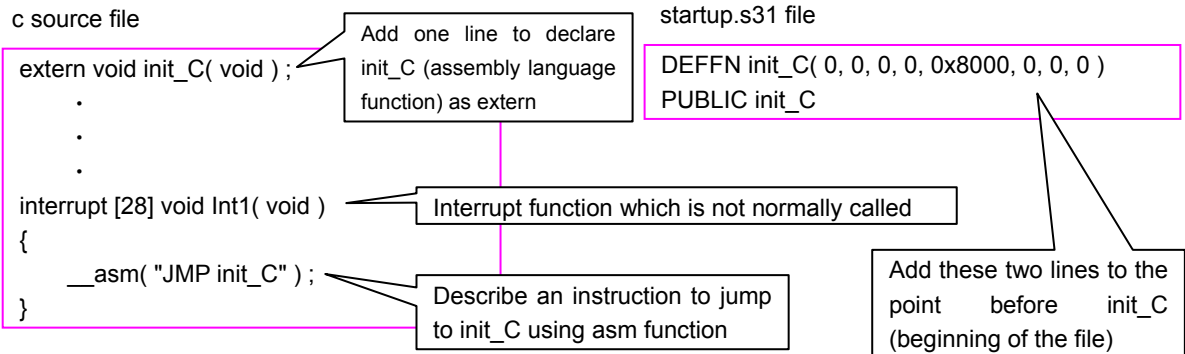 c source file
extern void init_C( void ) ;
・
・
・
interrupt [28] void Int1( void )
{
__asm( "JMP init_C" ) ;
}
Add one line to declare
init_C (assembly language
function) as extern
Interrupt function which is not normally called
Describe an instruction to jump
to init_C using asm function
startup.s31 file
DEFFN init_C( 0, 0, 0, 0, 0x8000, 0, 0, 0 )
PUBLIC init_C
Add these two lines to the
point before init_C
(beginning of the file)